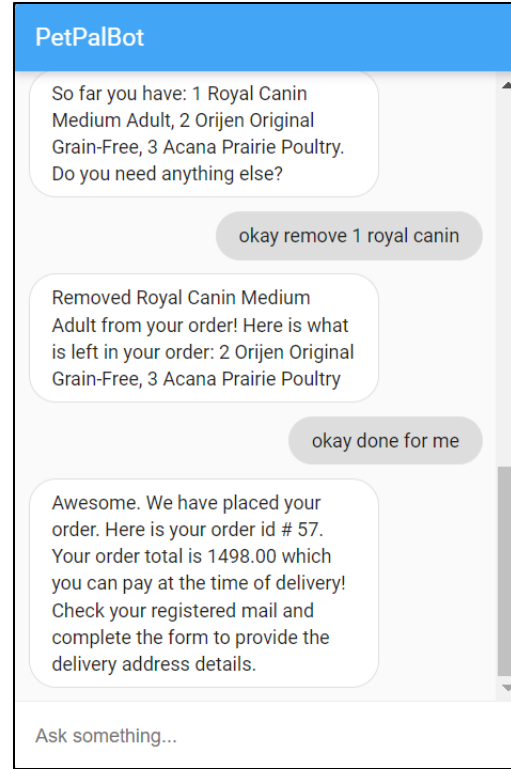 PetPalBot
So far you have: 1 Royal Canin
Medium Adult, 2 Orijen Original
Grain-Free, 3 Acana Prairie Poultry.
Do you need anything else?
okay remove 1 royal canin
Removed Royal Canin Medium
Adult from your order! Here is what
is left in your order: 2 Orijen Original
Grain-Free, 3 Acana Prairie Poultry
okay done for me
Awesome. We have placed your
order. Here is your order id # 57.
Your order total is 1498.00 which
you can pay at the time of delivery!
Check your registered mail and
complete the form to provide the
delivery address details.
Ask something...